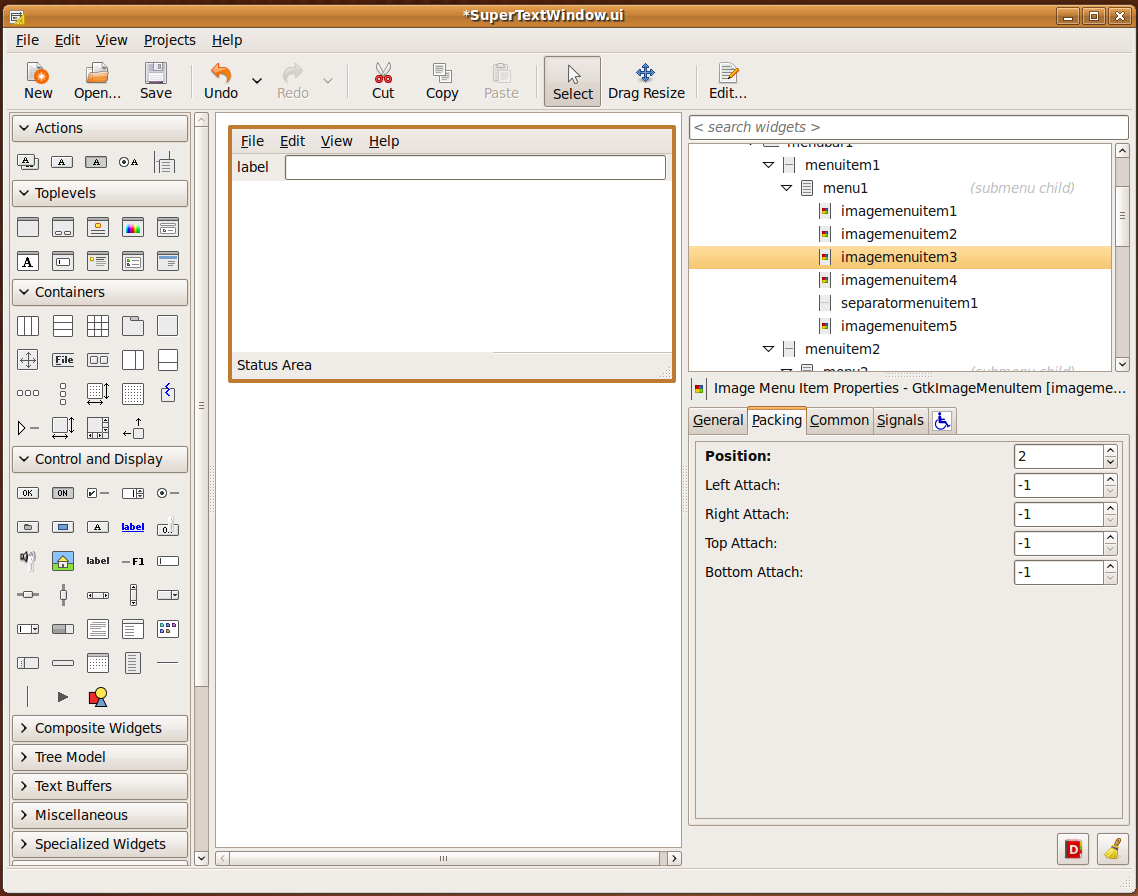 *SuperTextWindow.ui
File Edit View Projects Help
New Open... Save Undo Redo Cut Copy Paste Select Drag Resize Edit...
Actions
Toplevels
Containers
File
Control and Display
OK ON
label
label F1
Composite Widgets
Tree Model
Text Buffers
Miscellaneous
Specialized Widgets
File Edit View Help
label
Status Area
< search widgets >
menubar1
menuitem1
menu1 (submenu child)
imagemenuitem1
imagemenuitem2
imagemenuitem3
imagemenuitem4
separatormenuitem1
imagemenuitem5
menuitem2
menu2 (submenu child)
Image Menu Item Properties - GtkImageMenuItem [imageme...
General Packing Common Signals
Position: 2
Left Attach: -1
Right Attach: -1
Top Attach: -1
Bottom Attach: -1
D